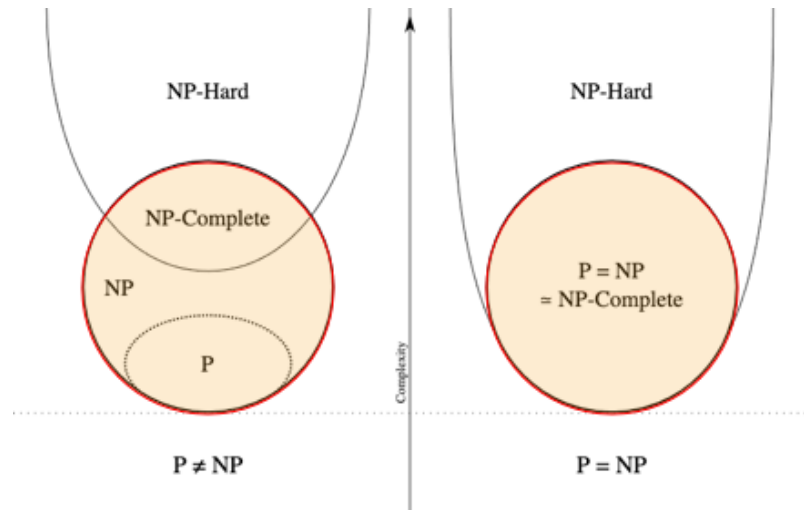 NP-Hard
NP-Complete
NP
P
P ≠ NP
Complexity
NP-Hard
P = NP
≃ NP-Complete
P = NP